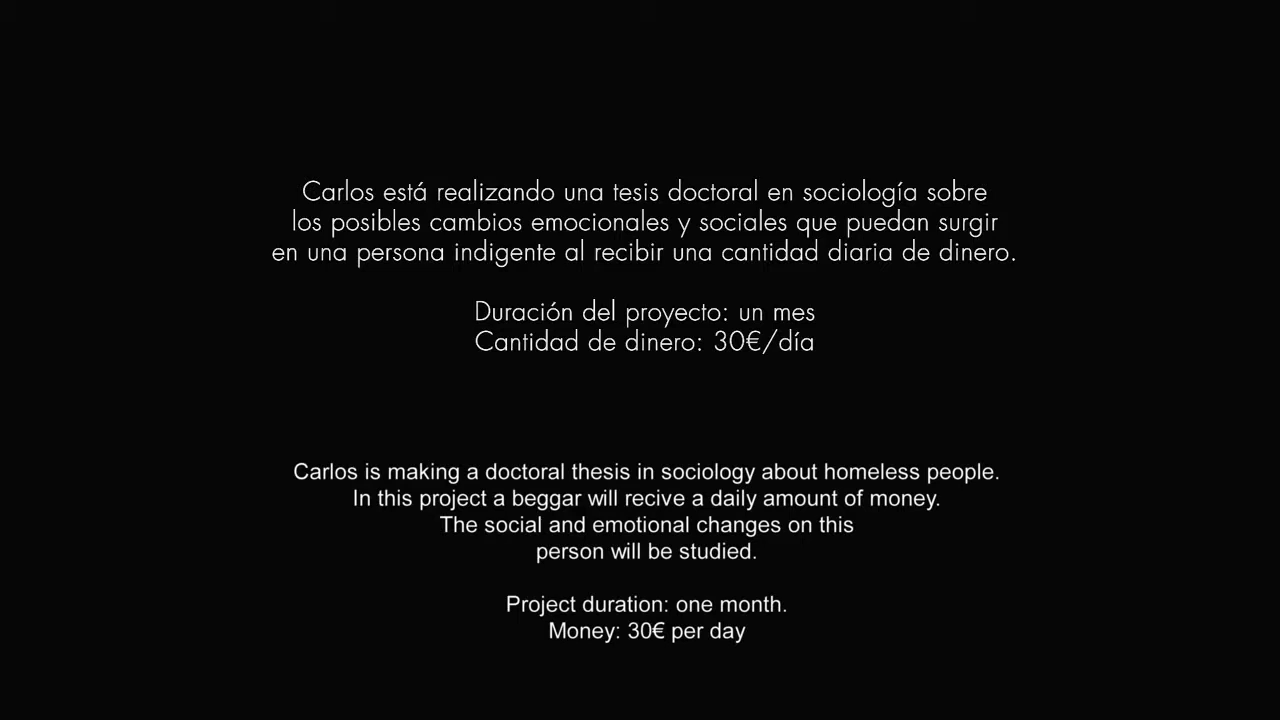 Carlos está realizando una tesis doctoral en sociología sobre
los posibles cambios emocionales y sociales que puedan surgir
en una persona indigente al recibir una cantidad diaria de dinero.
Duración del proyecto: un mes
Cantidad de dinero: 30€/día
Carlos is making a doctoral thesis in sociology about homeless people.
In this project a beggar will recive a daily amount of money.
The social and emotional changes on this
person will be studied.
Project duration: one month.
Money: 30€ per day